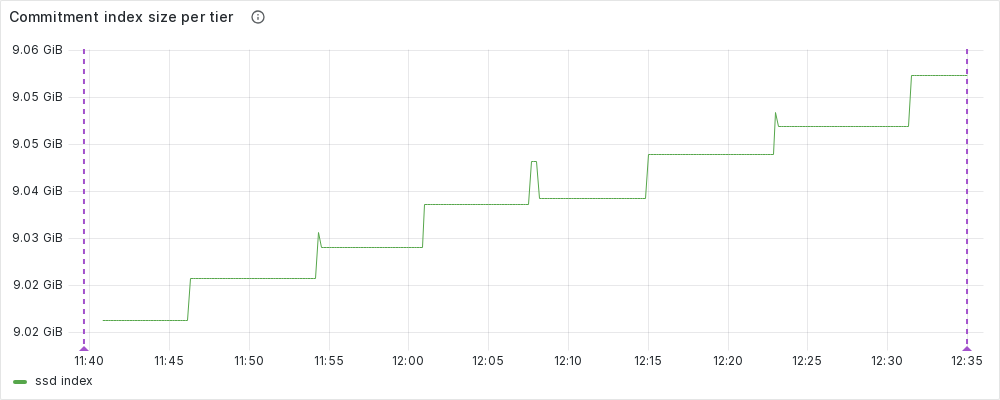 Commitment index size per tier
9.06 GiB
9.05 GiB
9.05 GiB
9.04 GiB
9.03 GiB
9.02 GiB
9.02 GiB
11:40 11:45 11:50 11:55 12:00 12:05 12:10 12:15 12:20 12:25 12:30 12:35
ssd index